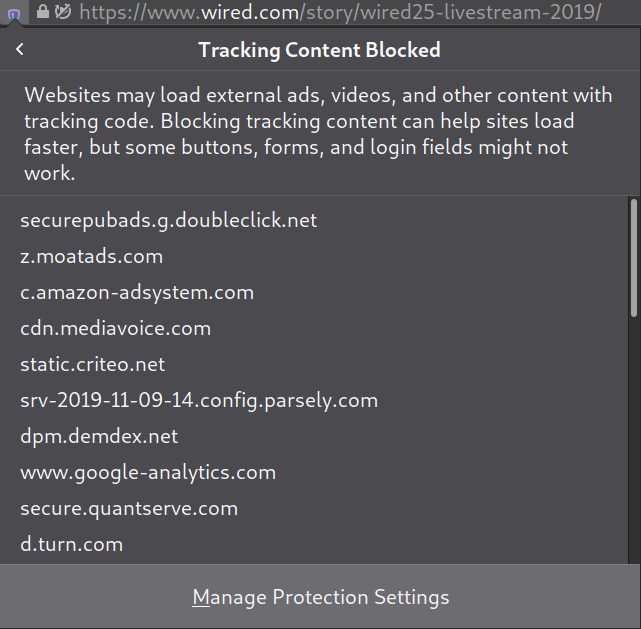 https://www.wired.com/story/wired25-livestream-2019/
Tracking Content Blocked
Websites may load external ads, videos, and other content with
tracking code. Blocking tracking content can help sites load
faster, but some buttons, forms, and login fields might not
work.
securepubads.g.doubleclick.net
z.moatads.com
c.amazon-adsystem.com
cdn.mediavoice.com
static.criteo.net
srv-2019-11-09-14.config.parsely.com
dpm.demdex.net
www.google-analytics.com
secure.quantserve.com
d.turn.com
Manage Protection Settings